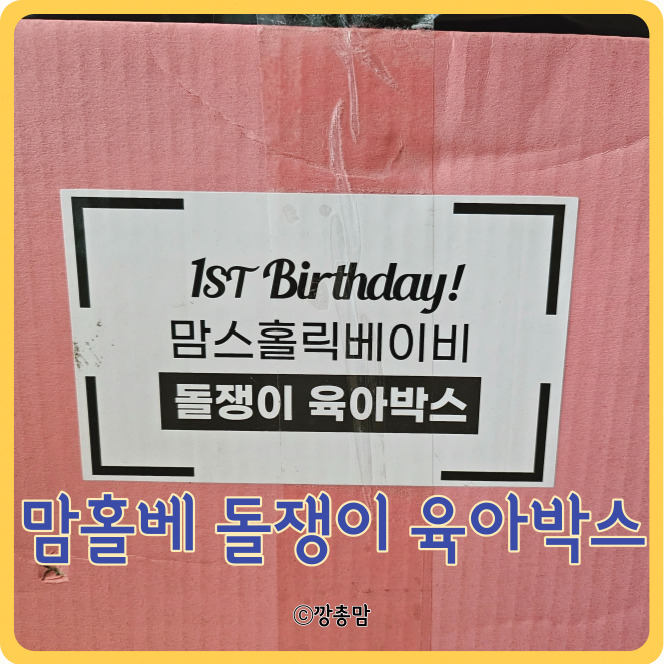 1ST Birthday!
맘스홀릭베이비
돌쟁이 육아박스
맘홀베 돌쟁이 육아박스
©깡총맘